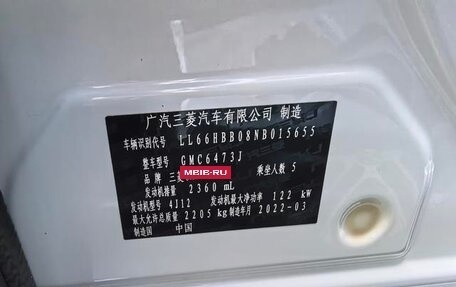 广汽三菱汽车有限公司 制造
车辆识别代号 LL66HBB08NB015655
整车型号 GMC6473J
品牌 三菱 MBIB-RU 乘坐人数 5
发动机排量 2360 mL
发动机型号 4J12 发动机最大净功率 122 kW
最大允许总质量 2205 kg 制造年月 2022-03
制造国 中国